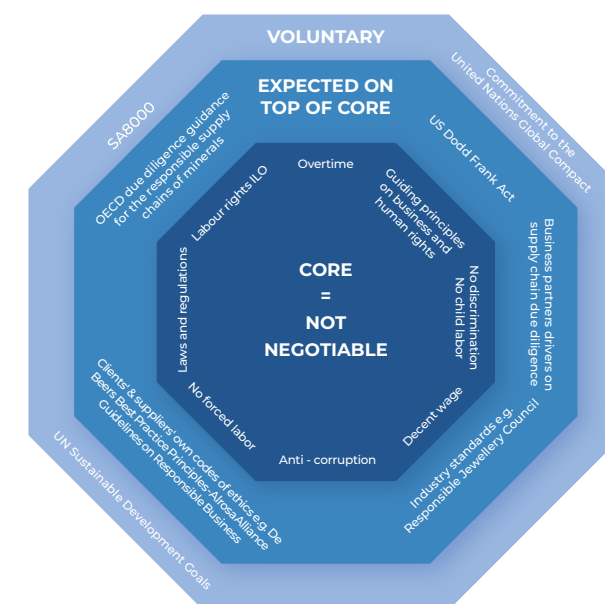 VOLUNTARY
SA8000
Commitment to the
United Nations Global Compact
UN Sustainable Development Goals
EXPECTED ON
TOP OF CORE
OECD due diligence guidance
for the responsible supply
chains of minerals
US Dodd Frank Act
Business partners drivers on
supply chain due diligence
Industry standards e.g.
Responsible Jewellery Council
Clients' & suppliers' own codes of ethics e.g. De
Beers Best Practice Principles-Alrosa Alliance
Guidelines on Responsible Business
Overtime
Guiding principles
on business and
human rights
No discrimination
No child labor
Decent wage
Anti - corruption
No forced labor
Laws and regulations
Labour rights ILO
CORE
=
NOT
NEGOTIABLE